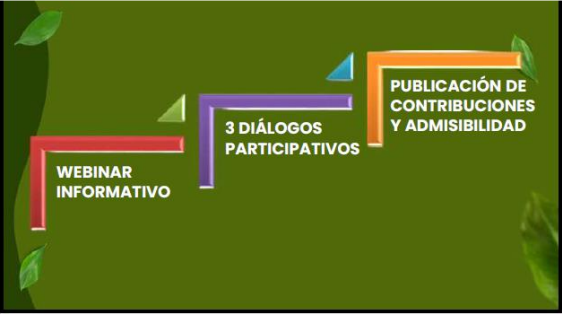 WEBINAR
INFORMATIVO
3 DIÁLOGOS
PARTICIPATIVOS
PUBLICACIÓN DE
CONTRIBUCIONES
Y ADMISIBILIDAD